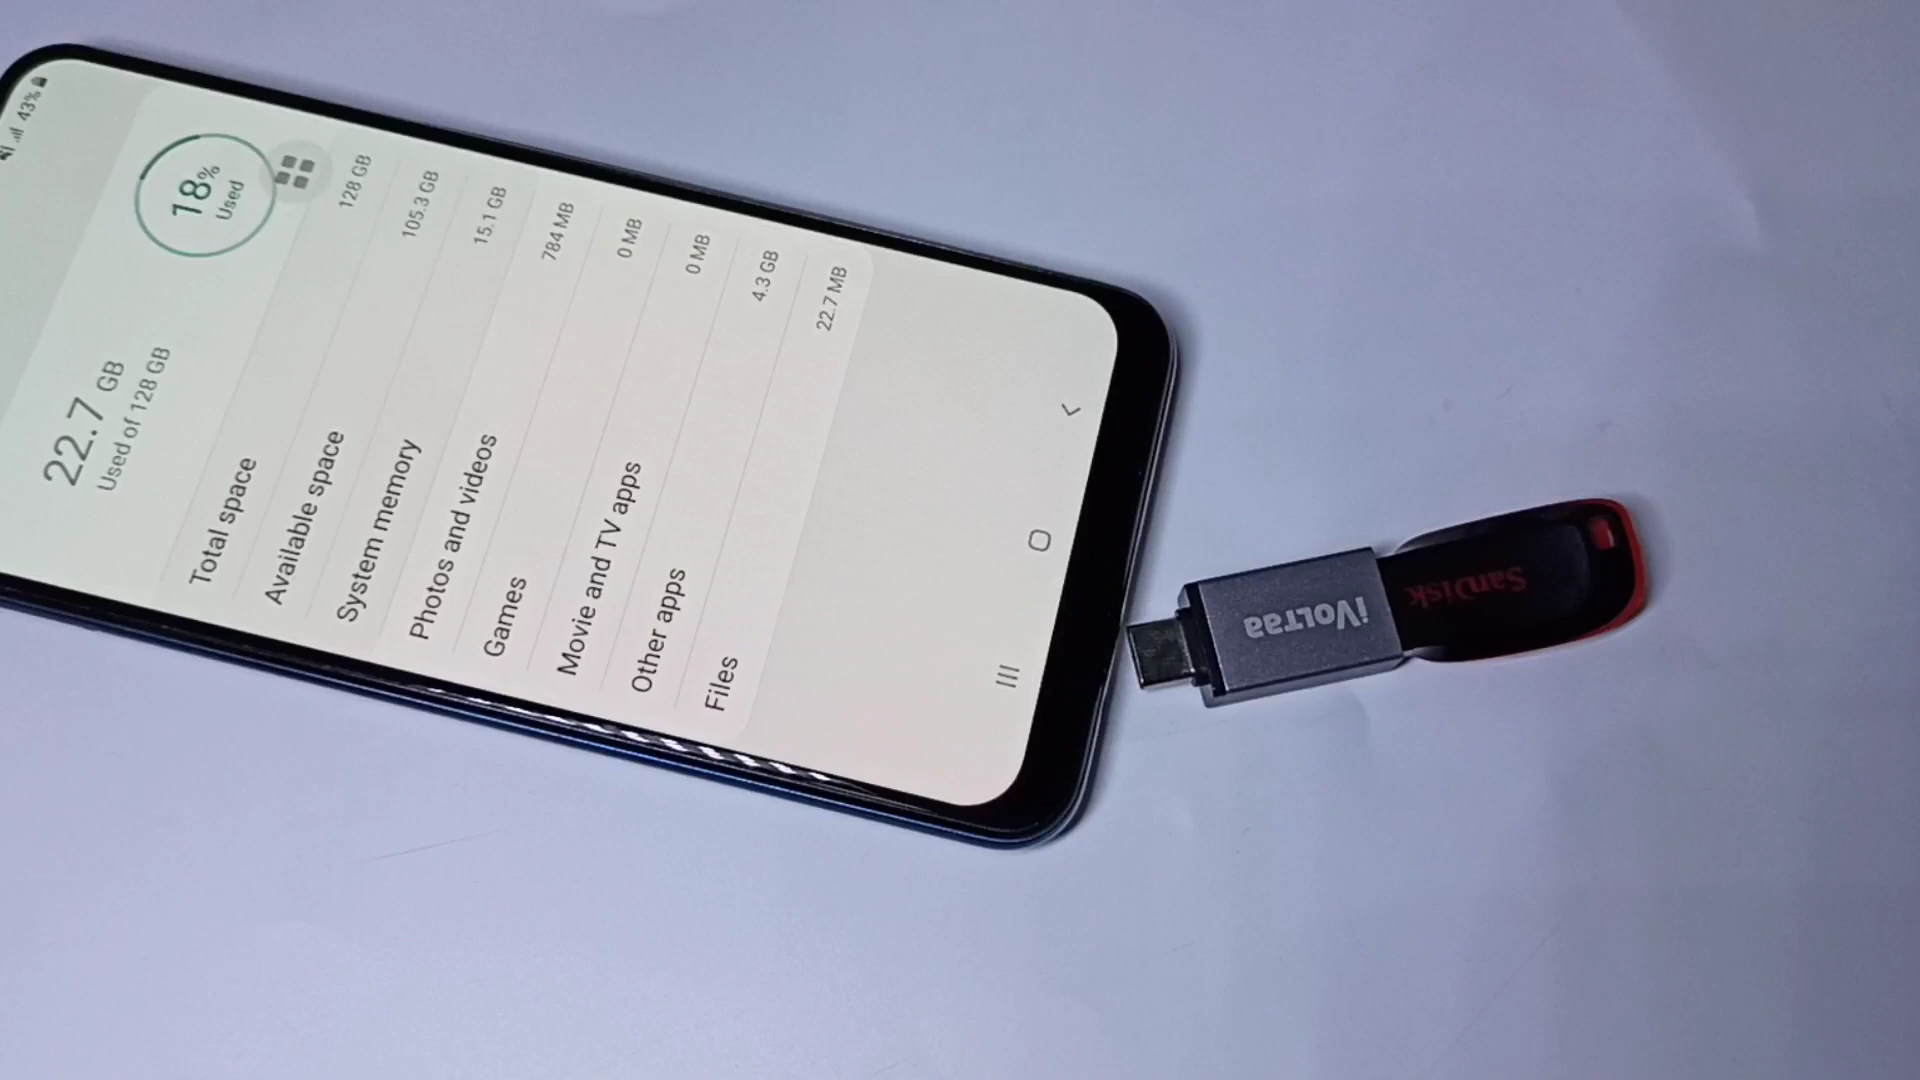 43%
22.7 GB
Used of 128 GB
18%
Used
Total space 128 GB
Available space 105.3 GB
System memory 15.1 GB
Photos and videos 784 MB
Games 0 MB
Movie and TV apps 0 MB
Other apps 4.3 GB
Files 22.7 MB
iVoltaa
SanDisk